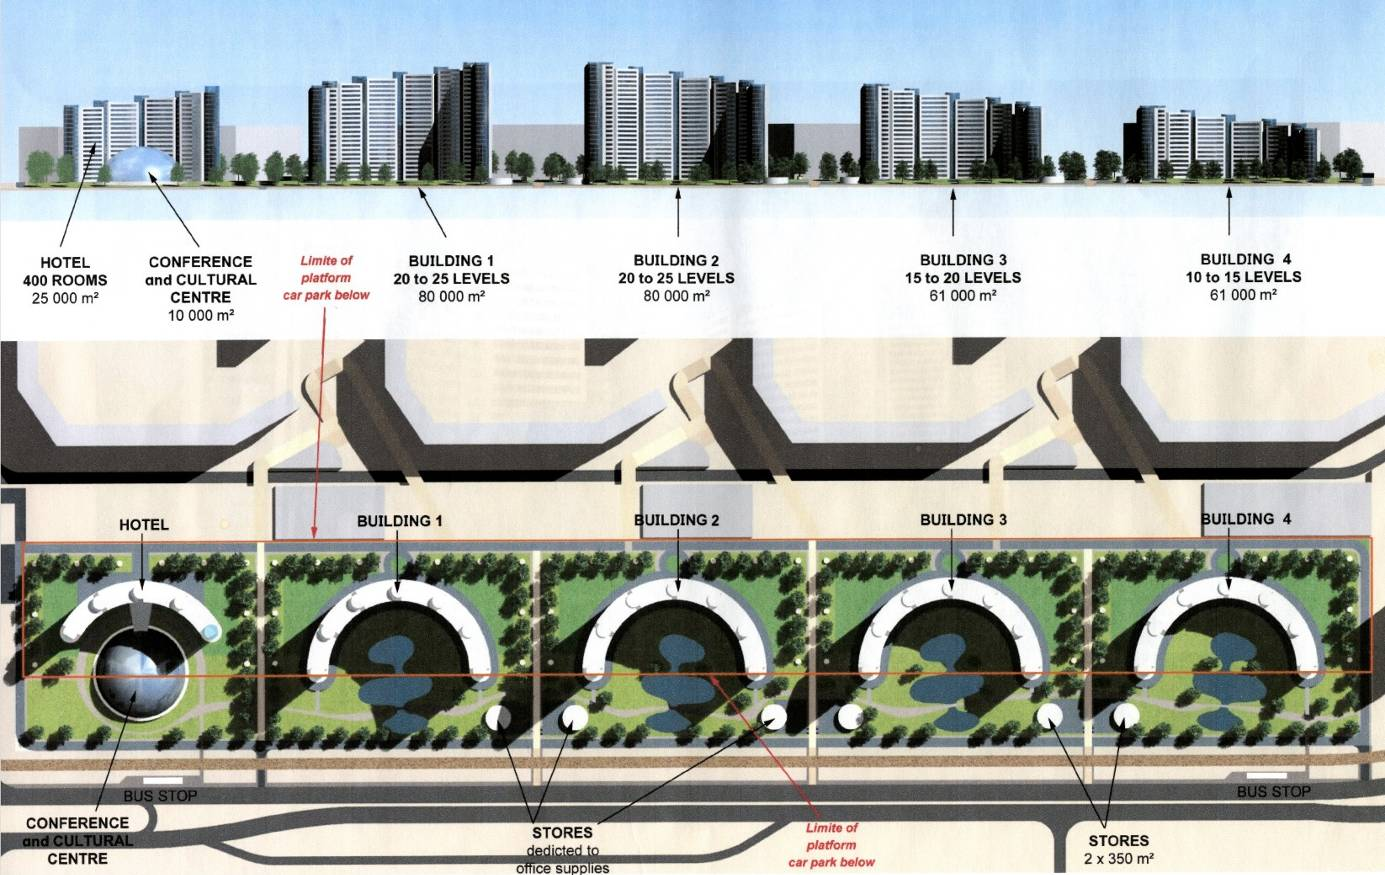 HOTEL
400 ROOMS
25 000 m²
CONFERENCE
and CULTURAL
CENTRE
10 000 m²
Limite of
platform
car park below
BUILDING 1
20 to 25 LEVELS
80 000 m²
BUILDING 2
20 to 25 LEVELS
80 000 m²
BUILDING 3
15 to 20 LEVELS
61 000 m²
BUILDING 4
10 to 15 LEVELS
61 000 m²
HOTEL
BUILDING 1
BUILDING 2
BUILDING 3
BUILDING 4
BUS STOP
BUS STOP
CONFERENCE
and CULTURAL
CENTRE
STORES
dedicted to
office supplies
Limite of
platform
car park below
STORES
2 x 350 m²